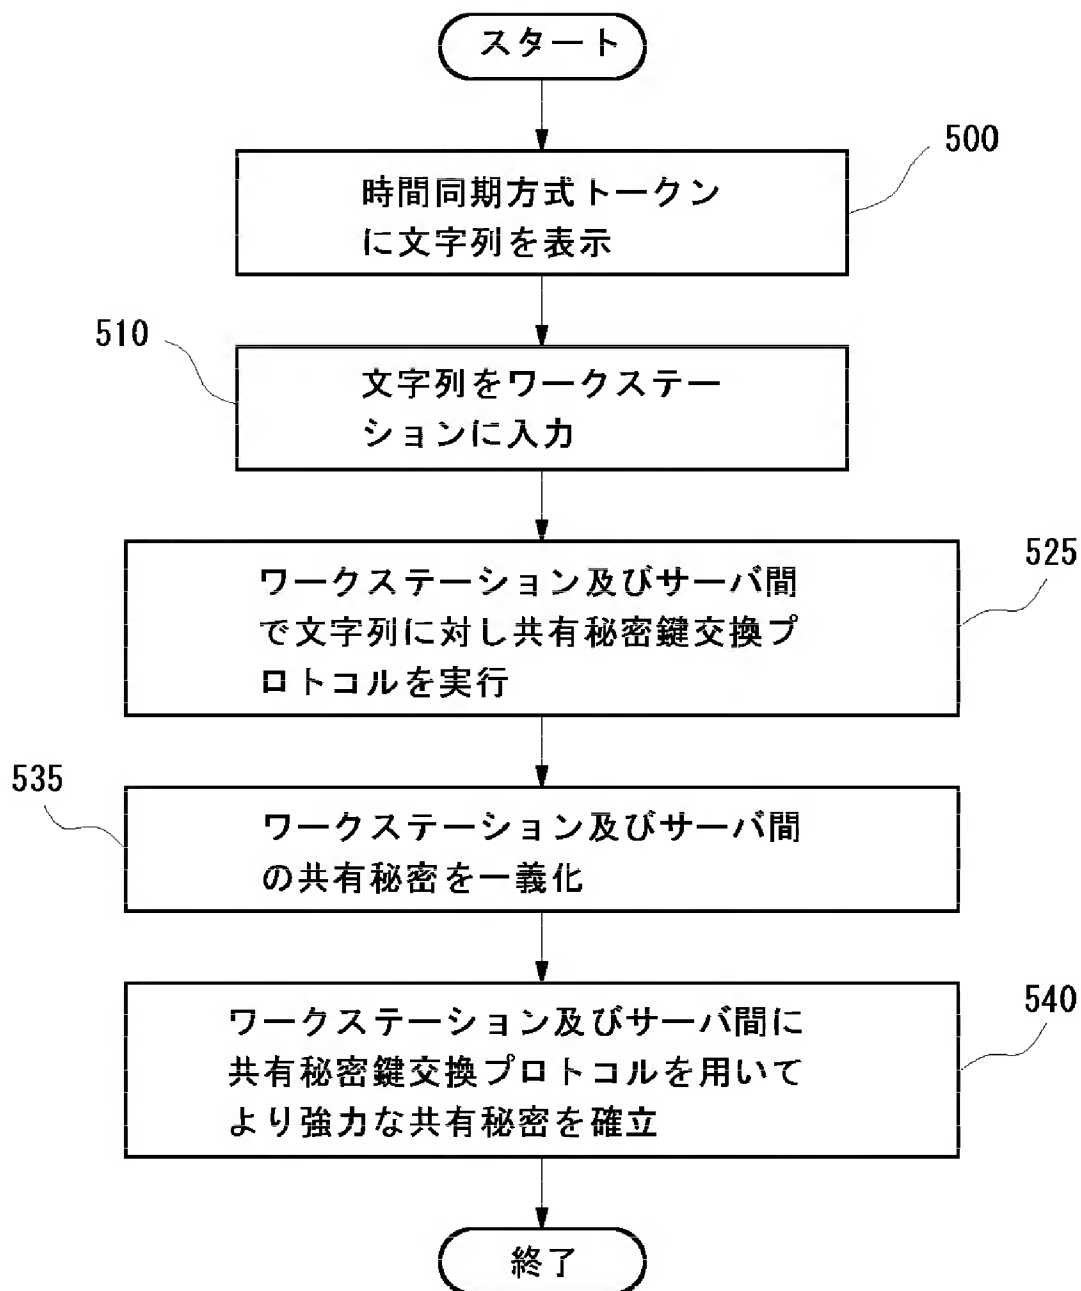 スタート
500
時間同期方式トークン
に文字列を表示
510
文字列をワークステー
ションに入力
525
ワークステーション及びサーバ間
で文字列に対し共有秘密鍵交換プ
ロトコルを実行
535
ワークステーション及びサーバ間
の共有秘密を一義化
540
ワークステーション及びサーバ間に
共有秘密鍵交換プロトコルを用いて
より強力な共有秘密を確立
終了